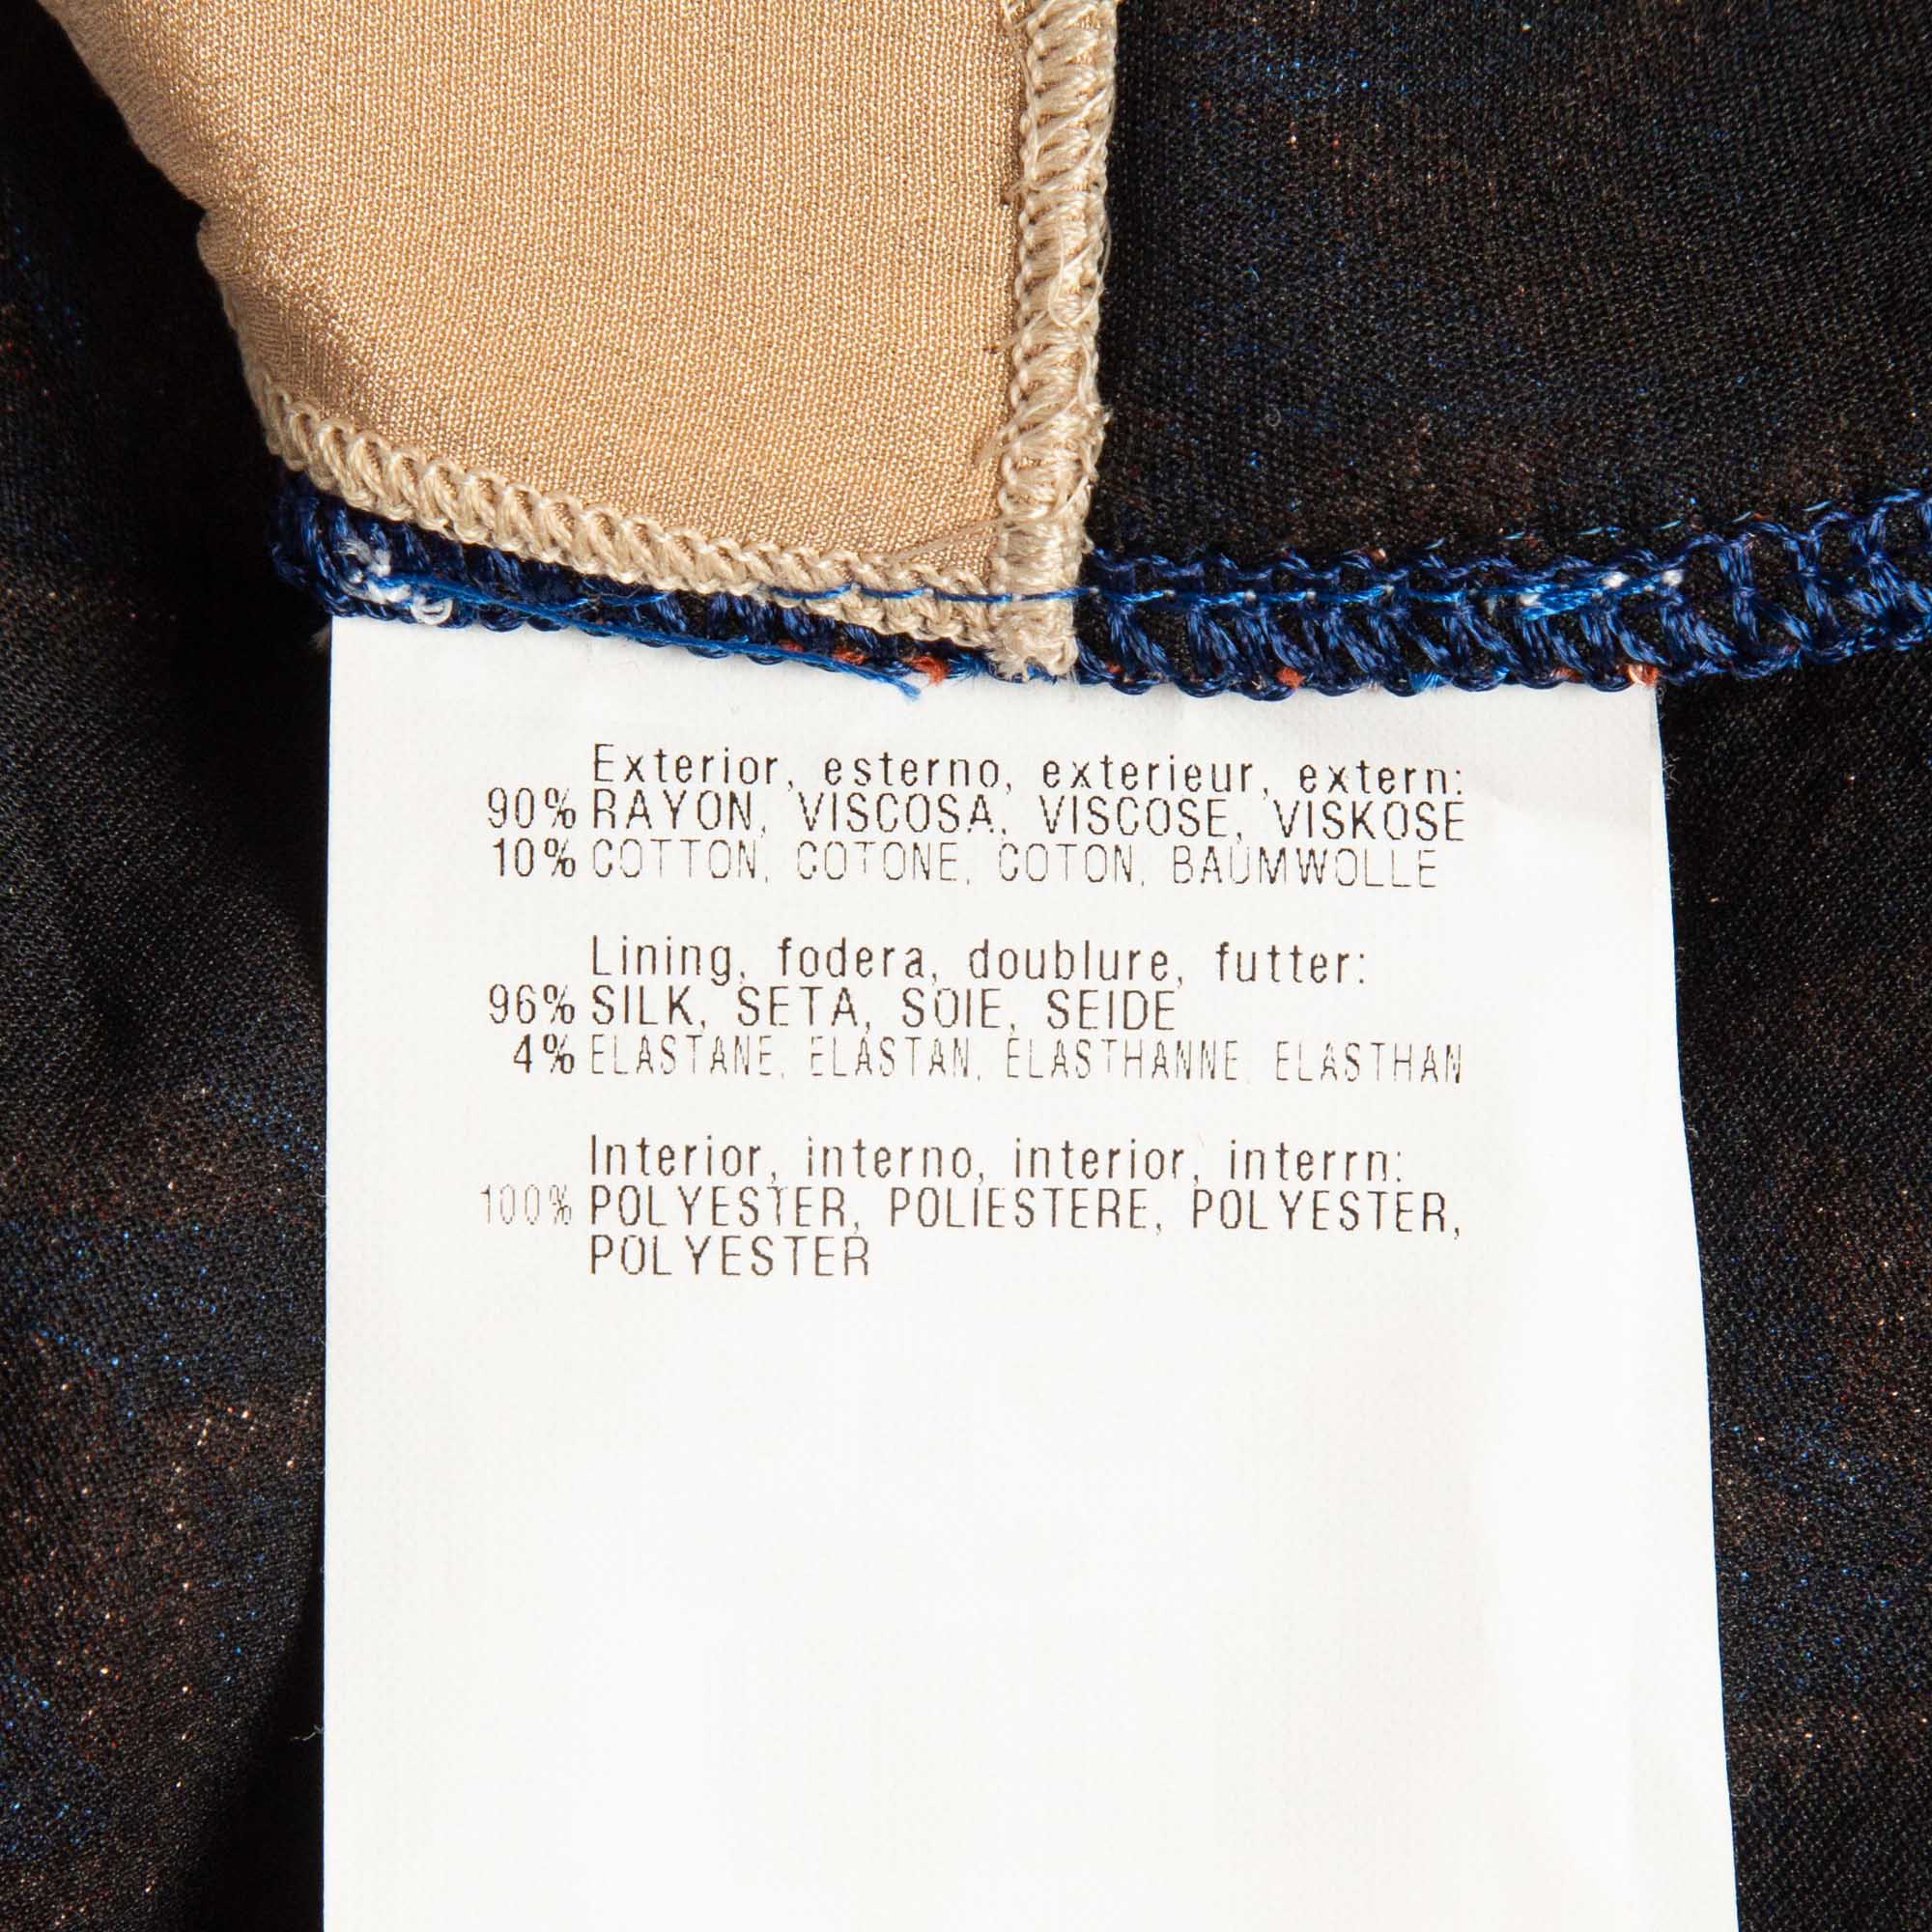 Exterior, esterno, exterieur, extern:
90% RAYON, VISCOSA, VISCOSE, VISKOSE
10% COTTON, COTONE, COTON, BAUMWOLLE
Lining, fodera, doublure, futter:
96% SILK, SETA, SOIE, SEIDE
4% ELASTANE, ELASTAN, ELASTHANNE, ELASTHAN
Interior, interno, interior, interrn:
100% POLYESTER, POLIESTERE, POLYESTER,
POLYESTER